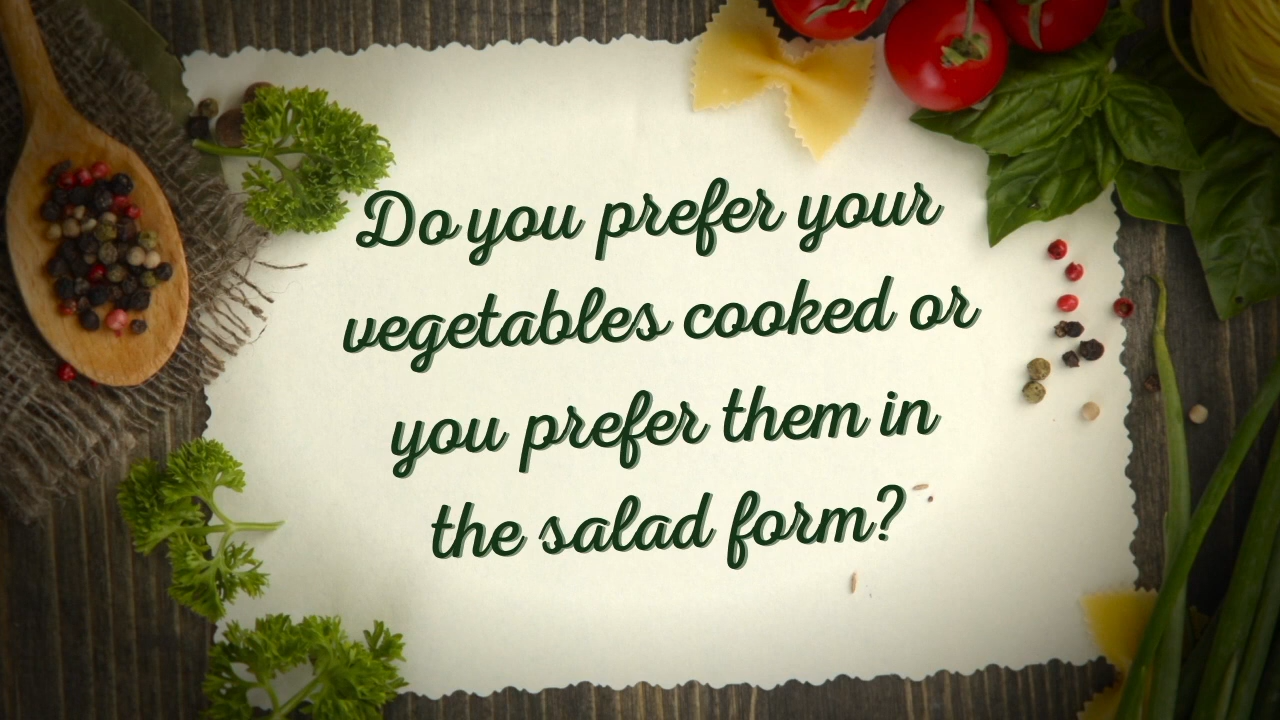 Do you prefer your
vegetables cooked or
you prefer them in
the salad form?